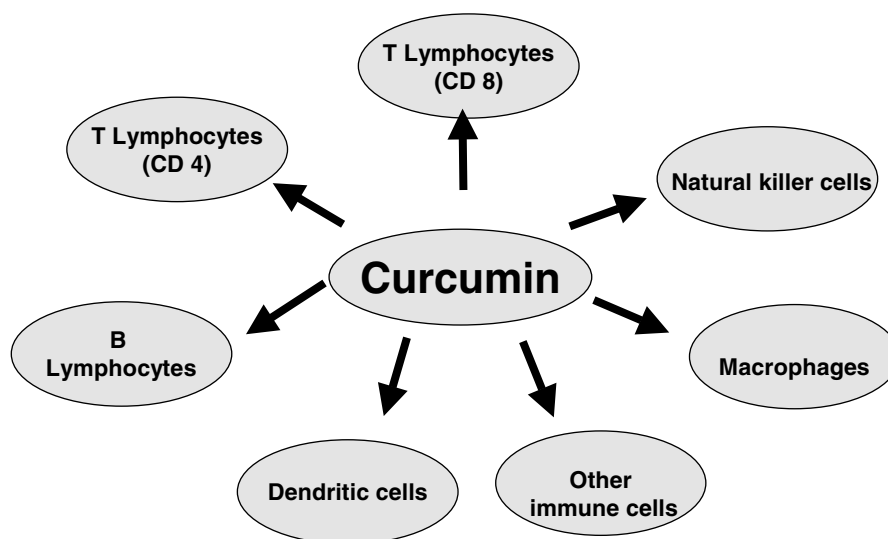 T Lymphocytes
(CD 8)
T Lymphocytes
(CD 4)
Natural killer cells
Curcumin
B
Lymphocytes
Macrophages
Dendritic cells
Other
immune cells